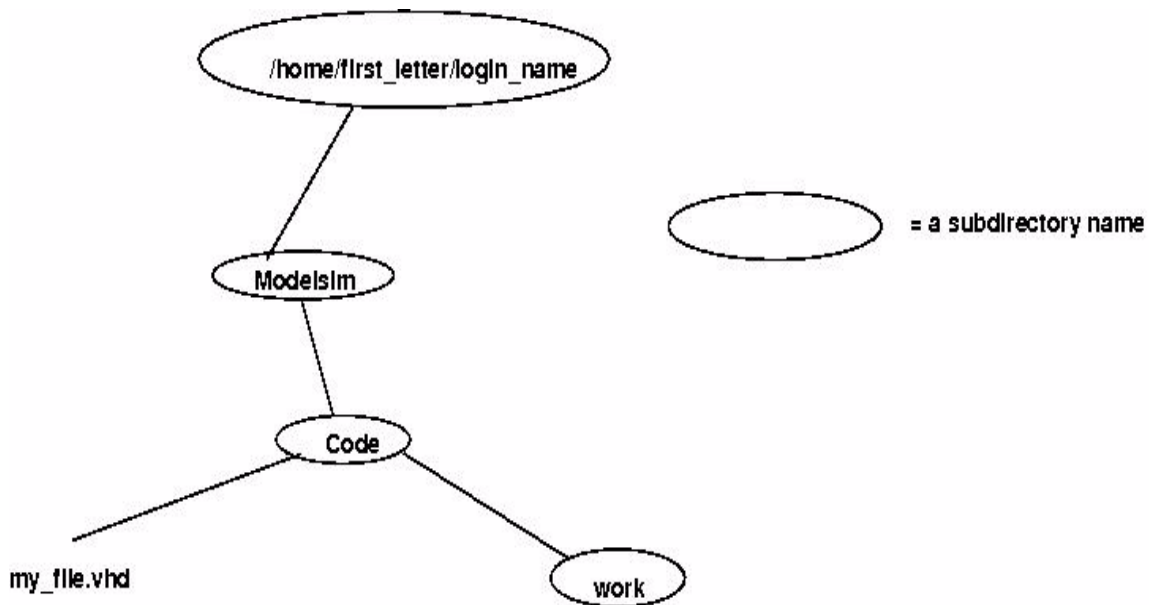 /home/first_letter/login_name
= a subdirectory name
Modelsim
Code
my_file.vhd
work